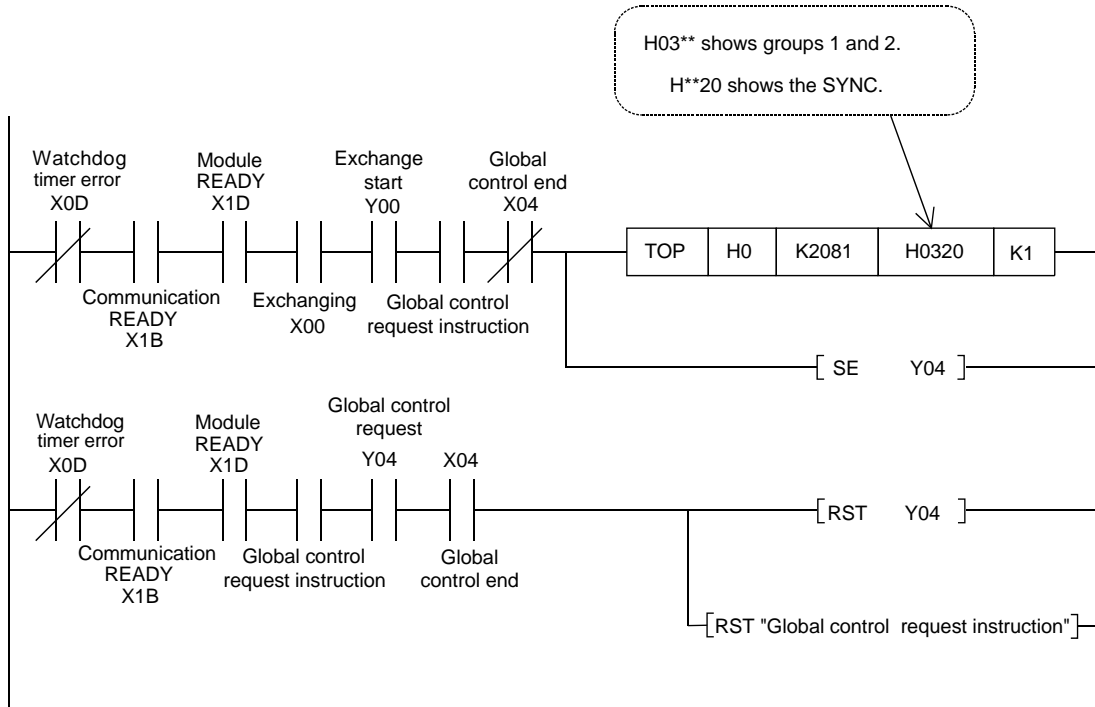 H03** shows groups 1 and 2.
H**20 shows the SYNC.
Watchdog
timer error
X0D
Module
READY
X1D
Exchange
start
Y00
Global
control end
X04
TOP H0 K2081 H0320 K1
Communication
READY
X1B
Exchanging
X00
Global control
request instruction
SE Y04
Watchdog
timer error
X0D
Module
READY
X1D
Global control
request
Y04
X04
RST Y04
Communication
READY
X1B
Global control
request instruction
Global
control end
RST "Global control request instruction"